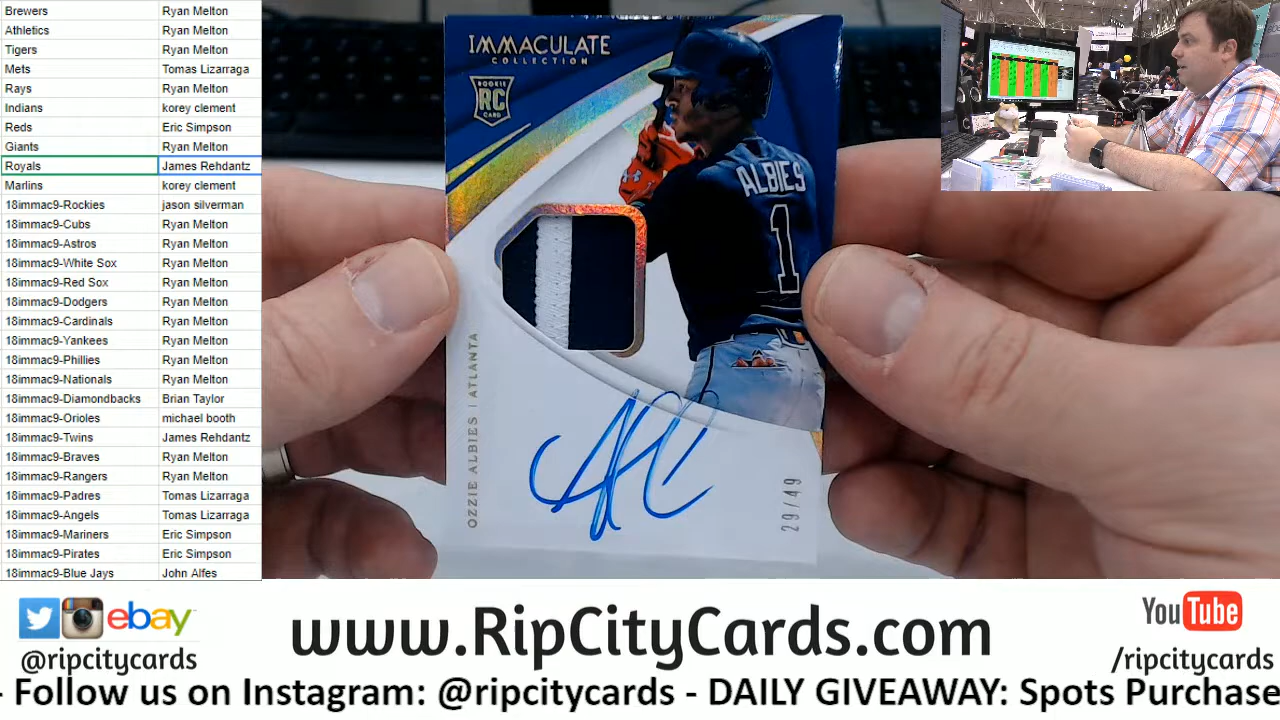 Brewers Ryan Melton
Athletics Ryan Melton
Tigers Ryan Melton
Mets Tomas Lizarraga
Rays Ryan Melton
Indians korey clement
Reds Eric Simpson
Giants Ryan Melton
Royals James Rehdantz
Marlins korey clement
18immac9-Rockies jason silverman
18immac9-Cubs Ryan Melton
18immac9-Astros Ryan Melton
18immac9-White Sox Ryan Melton
18immac9-Red Sox Ryan Melton
18immac9-Dodgers Ryan Melton
18immac9-Cardinals Ryan Melton
18immac9-Yankees Ryan Melton
18immac9-Phillies Ryan Melton
18immac9-Nationals Ryan Melton
18immac9-Diamondbacks Brian Taylor
18immac9-Orioles michael booth
18immac9-Twins James Rehdantz
18immac9-Braves Ryan Melton
18immac9-Rangers Ryan Melton
18immac9-Padres Tomas Lizarraga
18immac9-Angels Tomas Lizarraga
18immac9-Mariners Eric Simpson
18immac9-Pirates Eric Simpson
18immac9-Blue Jays John Alfes
IMMACULATE
COLLECTION
ROOKIE
RC
CARD
ALBIES
1
OZZIE ALBIES | ATLANTA
29/49
ebay
@ripcitycards
www.RipCityCards.com
YouTube
/ripcitycards
- Follow us on Instagram: @ripcitycards - DAILY GIVEAWAY: Spots Purchase